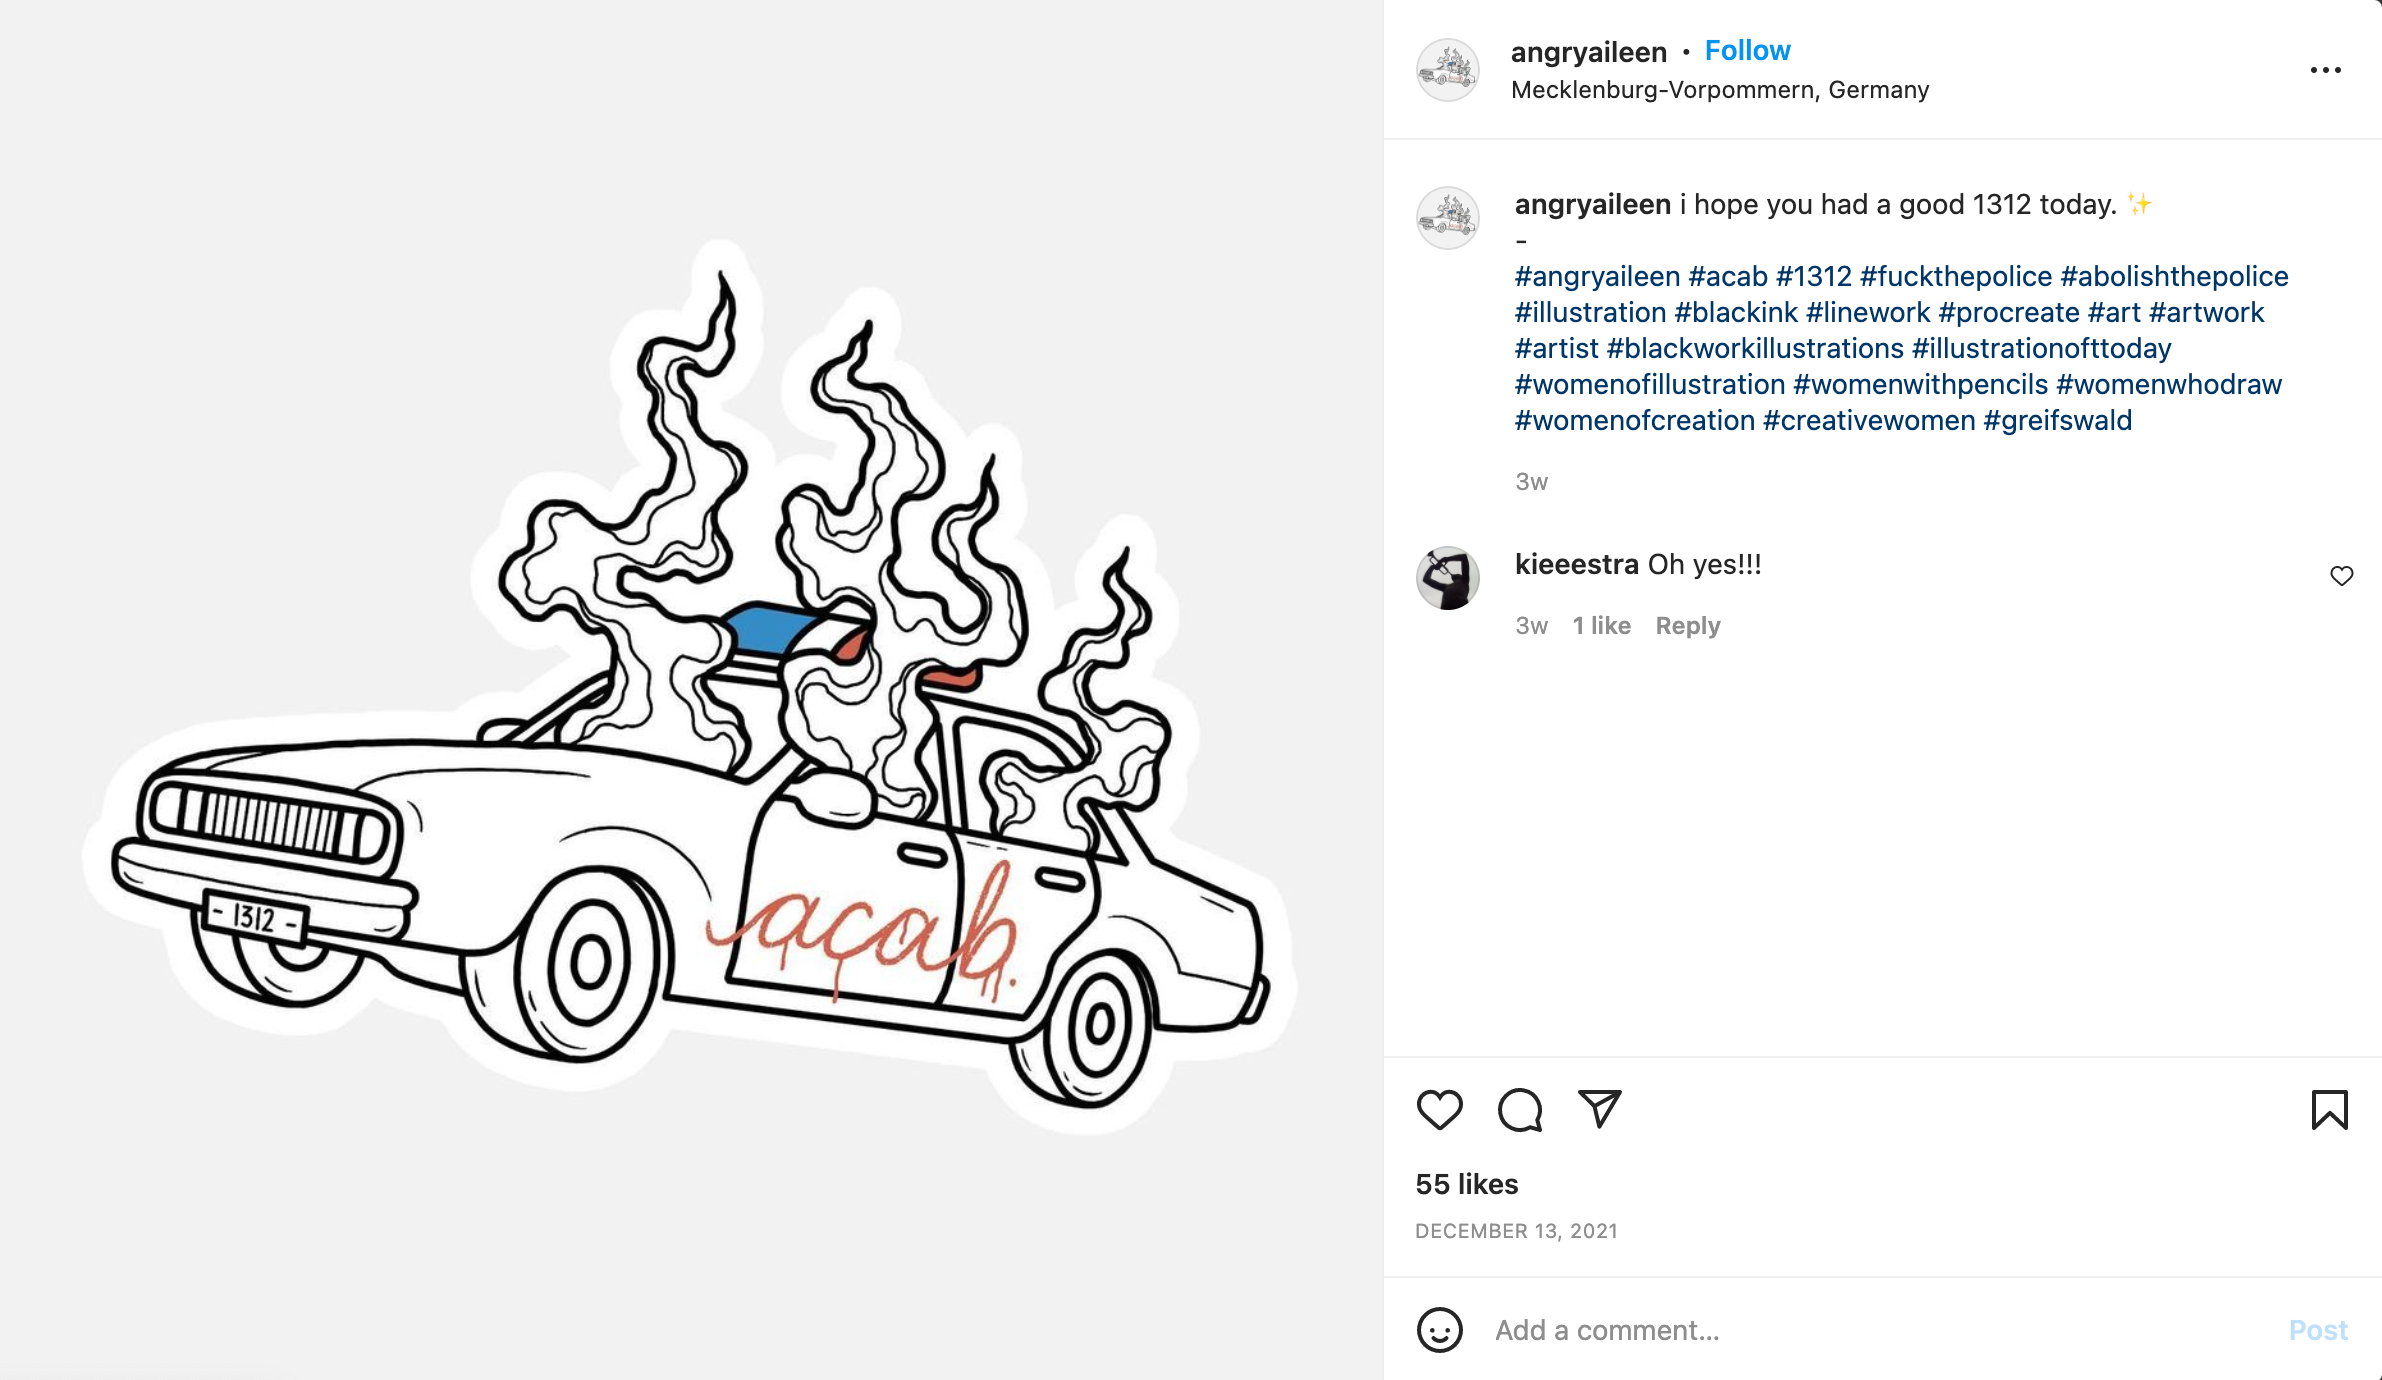 - 1312 -
acab.
angryaileen • Follow
Mecklenburg-Vorpommern, Germany
angryaileen i hope you had a good 1312 today. ✨
-
#angryaileen #acab #1312 #fuckthepolice #abolishthepolice
#illustration #blackink #linework #procreate #art #artwork
#artist #blackworkillustrations #illustrationofttoday
#womenofillustration #womenwithpencils #womenwhodraw
#womenofcreation #creativewomen #greifswald
3w
kieeestra Oh yes!!!
3w 1 like Reply
55 likes
DECEMBER 13, 2021
Add a comment...
Post